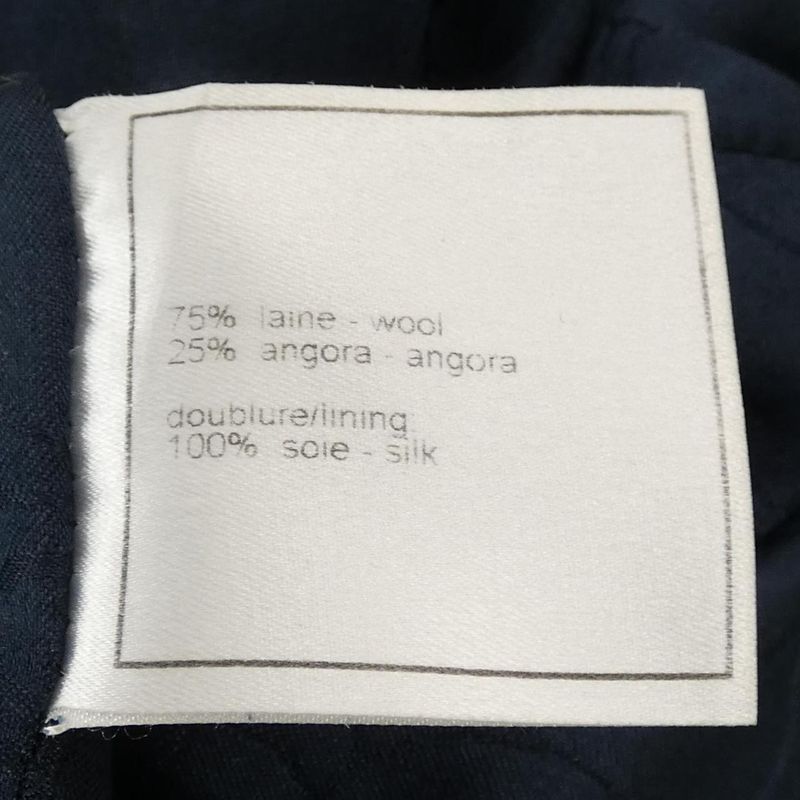 75% laine - wool
25% angora - angora
doublure/lining
100% soie - silk